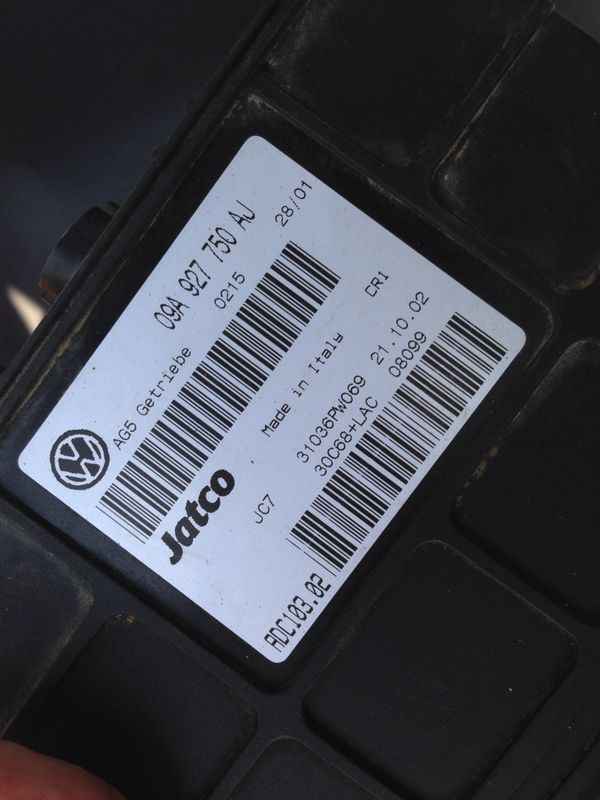 09A 927 750 AJ 28/01
AG5 Getriebe 0215
Made in Italy CR1
Jatco JC7
31036PW069 21.10.02
30C68+LAC 08099
ADC103.02